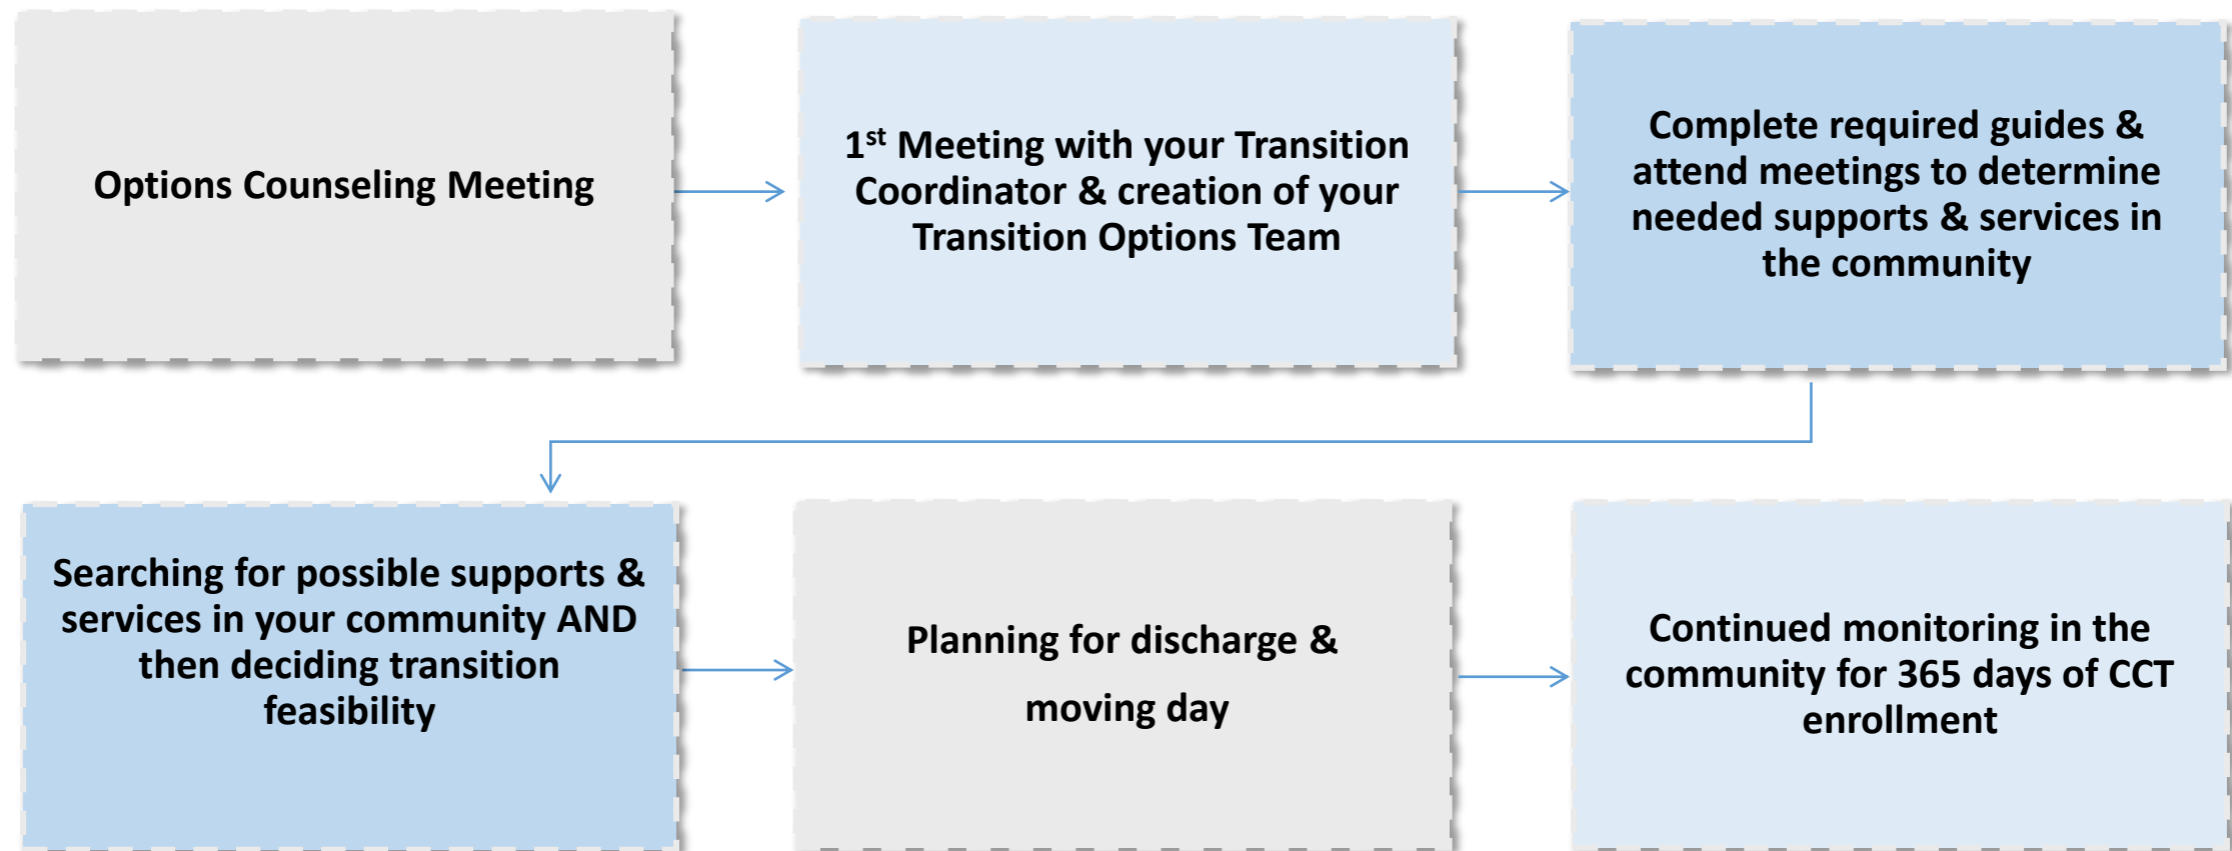 Options Counseling Meeting
1st Meeting with your Transition
Coordinator & creation of your
Transition Options Team
Complete required guides &
attend meetings to determine
needed supports & services in
the community
Searching for possible supports &
services in your community AND
then deciding transition
feasibility
Planning for discharge &
moving day
Continued monitoring in the
community for 365 days of CCT
enrollment